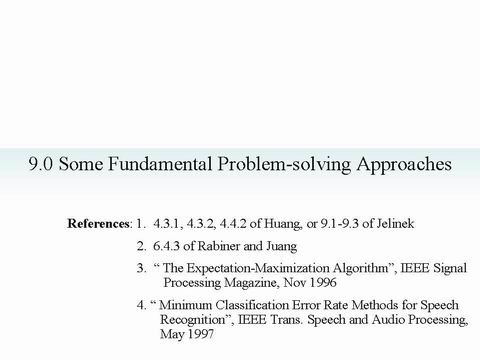 9.0 Some Fundamental Problem-solving Approaches
References: 1. 4.3.1, 4.3.2, 4.4.2 of Huang, or 9.1-9.3 of Jelinek
2. 6.4.3 of Rabiner and Juang
3. “ The Expectation-Maximization Algorithm”, IEEE Signal
Processing Magazine, Nov 1996
4. “ Minimum Classification Error Rate Methods for Speech
Recognition”, IEEE Trans. Speech and Audio Processing,
May 1997